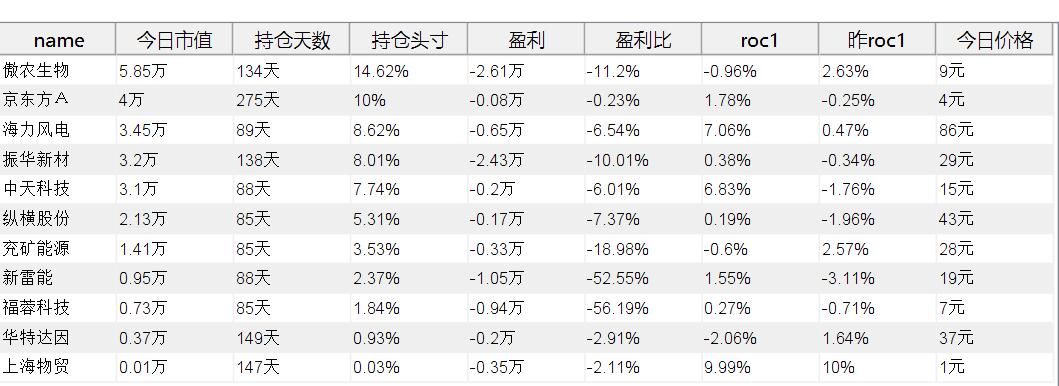 name 今日市值 持仓天数 持仓头寸 盈利 盈利比 roc1 昨roc1 今日价格
傲农生物 5.85万 134天 14.62% -2.61万 -11.2% -0.96% 2.63% 9元
京东方Ａ 4万 275天 10% -0.08万 -0.23% 1.78% -0.25% 4元
海力风电 3.45万 89天 8.62% -0.65万 -6.54% 7.06% 0.47% 86元
振华新材 3.2万 138天 8.01% -2.43万 -10.01% 0.38% -0.34% 29元
中天科技 3.1万 88天 7.74% -0.2万 -6.01% 6.83% -1.76% 15元
纵横股份 2.13万 85天 5.31% -0.17万 -7.37% 0.19% -1.96% 43元
兖矿能源 1.41万 85天 3.53% -0.33万 -18.98% -0.6% 2.57% 28元
新雷能 0.95万 88天 2.37% -1.05万 -52.55% 1.55% -3.11% 19元
福蓉科技 0.73万 85天 1.84% -0.94万 -56.19% 0.27% -0.71% 7元
华特达因 0.37万 149天 0.93% -0.2万 -2.91% -2.06% 1.64% 37元
上海物贸 0.01万 147天 0.03% -0.35万 -2.11% 9.99% 10% 1元